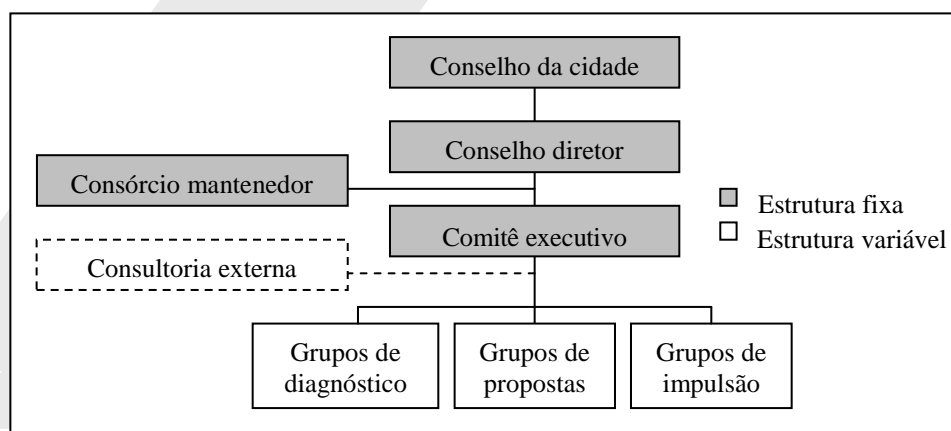 Conselho da cidade
Conselho diretor
Consórcio mantenedor
Estrutura fixa
Comitê executivo
Estrutura variável
Consultoria externa
Grupos de
diagnóstico
Grupos de
propostas
Grupos de
impulsão